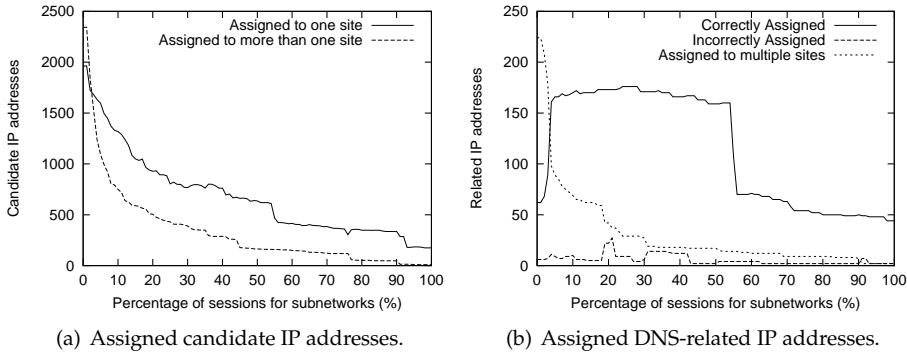 2500
2000
1500
1000
500
0
Candidate IP addresses
Assigned to one site
Assigned to more than one site
0 10 20 30 40 50 60 70 80 90 100
Percentage of sessions for subnetworks (%)
(a) Assigned candidate IP addresses.
250
200
150
100
50
0
Related IP addresses
Correctly Assigned
Incorrectly Assigned
Assigned to multiple sites
0 10 20 30 40 50 60 70 80 90 100
Percentage of sessions for subnetworks (%)
(b) Assigned DNS-related IP addresses.